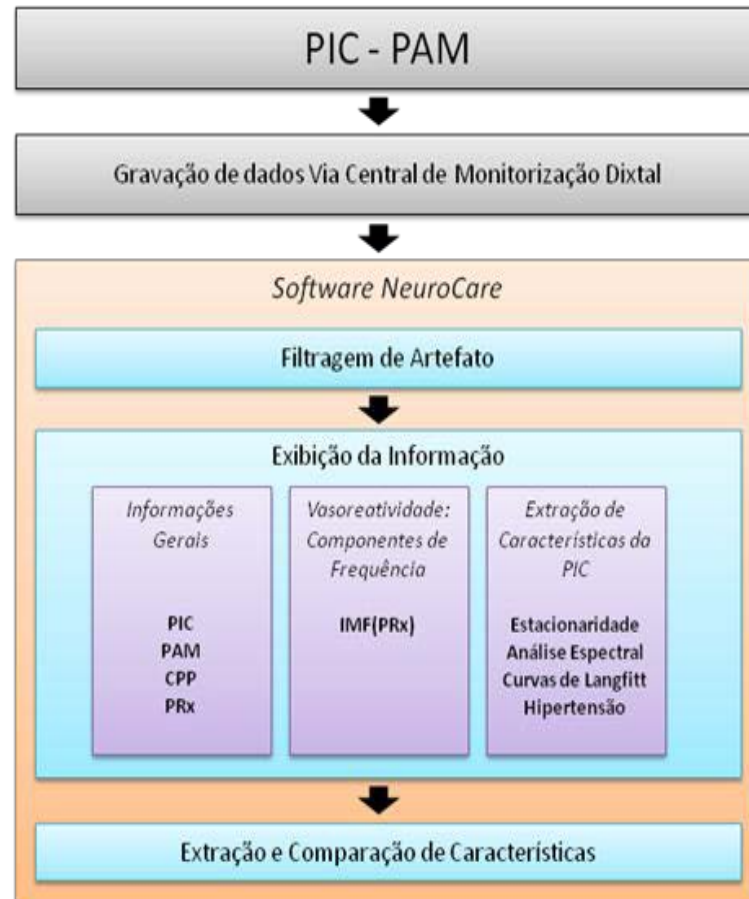 PIC - PAM
Gravação de dados Via Central de Monitorização Dixtal
Software NeuroCare
Filtragem de Artefato
Exibição da Informação
Informações
Gerais
PIC
PAM
CPP
PRx
Vasoreatividade:
Componentes de
Frequência
IMF(PRx)
Extração de
Características da
PIC
Estacionaridade
Análise Espectral
Curvas de Langfitt
Hipertensão
Extração e Comparação de Características